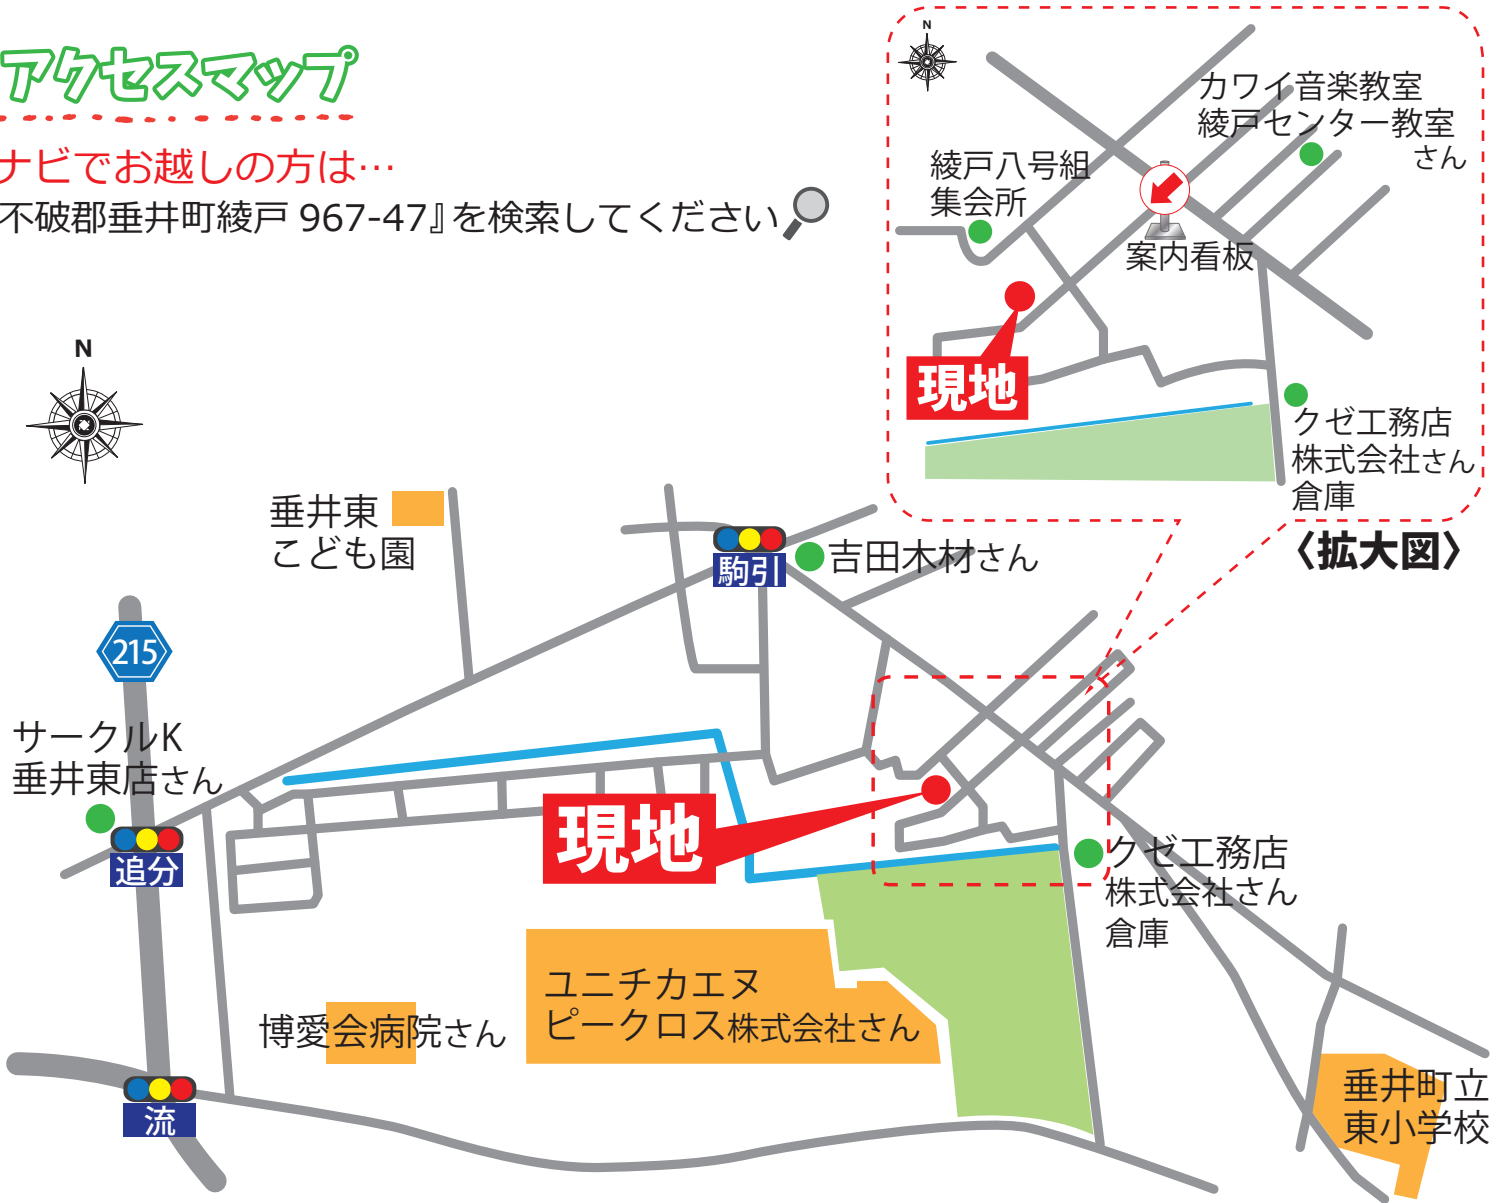 アクセスマップ
ナビでお越しの方は…
不破郡垂井町綾戸 967-47』を検索してください
N
カワイ音楽教室
綾戸センター教室
さん
綾戸八号組
集会所
案内看板
現地
クゼ工務店
株式会社さん
倉庫
〈拡大図〉
N
垂井東
こども園
駒引
吉田木材さん
215
サークルK
垂井東店さん
追分
現地
クゼ工務店
株式会社さん
倉庫
ユニチカエヌ
ピークロス株式会社さん
博愛会病院さん
流
垂井町立
東小学校